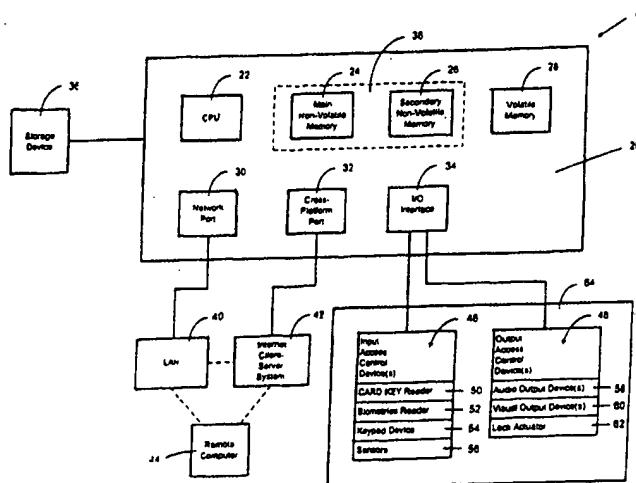 36
Storage
Device
22
CPU
24
Main
Non-Volatile
Memory
38
26
Secondary
Non-Volatile
Memory
28
Volatile
Memory
30
Network
Port
32
Cross-
Platform
Port
34
I/O
Interface
40
LAN
42
Internet
Client-
Server
System
Remote
Computer
64
46
Input
Access
Control
Device(s)
CARD KEY Reader
50
Biometrics Reader
52
Keypad Device
54
Sensors
56
48
Output
Access
Control
Device(s)
Audio Output Device(s)
58
Visual Output Device(s)
60
Lock Actuator
62